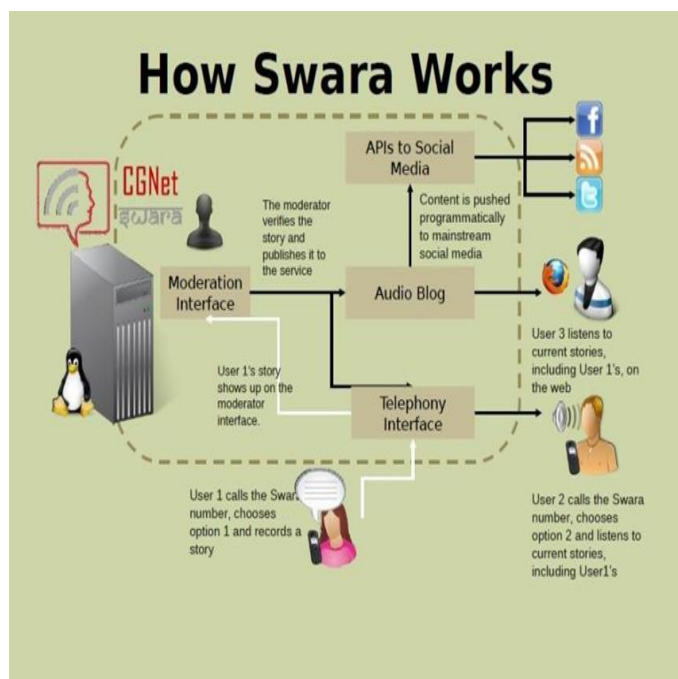 How Swara Works
CGNet
स्वara
APIs to Social
Media
The moderator
verifies the
story and
publishes it to
the service
Content is pushed
programmatically
to mainstream
social media
Moderation
Interface
Audio Blog
User 3 listens to
current stories,
including User 1's, on
the web
User 1's story
shows up on the
moderator
interface.
Telephony
Interface
User 1 calls the Swara
number, chooses
option 1 and records a
story
User 2 calls the Swara
number, chooses
option 2 and listens to
current stories,
including User1's